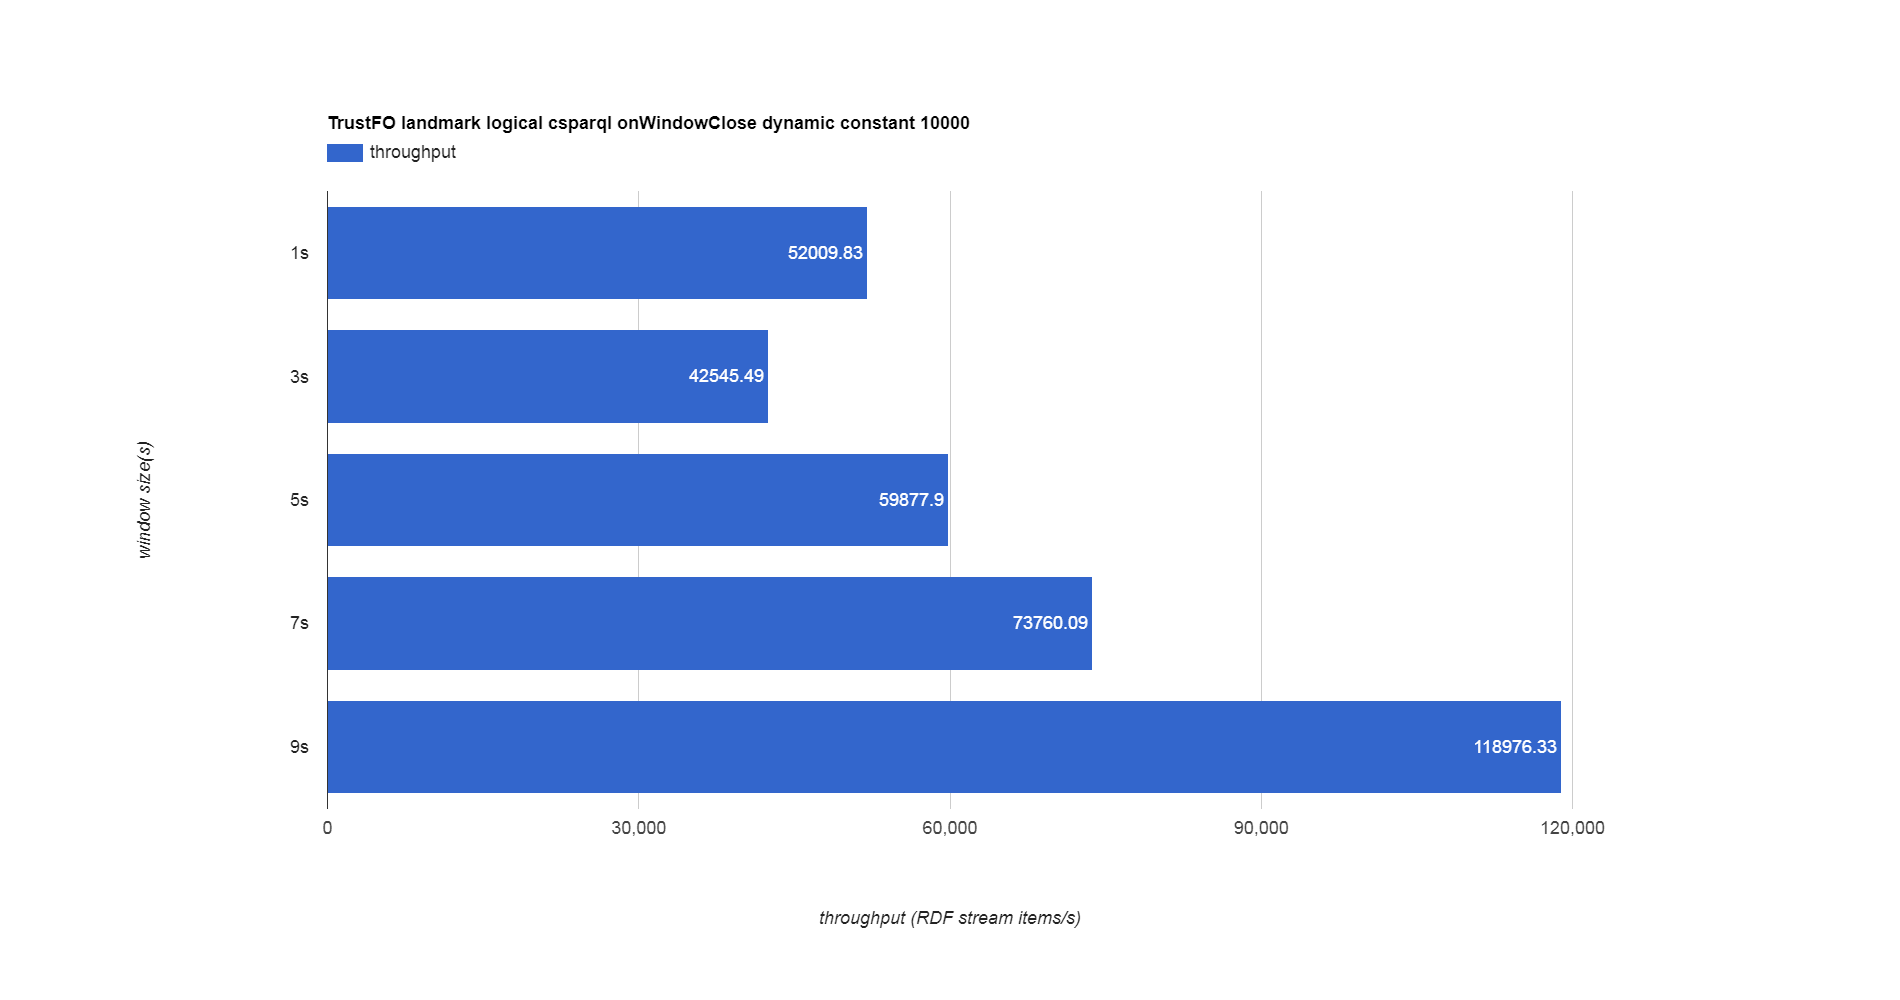 TrustFO landmark logical csparql onWindowClose dynamic constant 10000
throughput
1s
52009.83
3s
42545.49
5s
59877.9
7s
73760.09
9s
118976.33
window size(s)
0 30,000 60,000 90,000 120,000
throughput (RDF stream items/s)